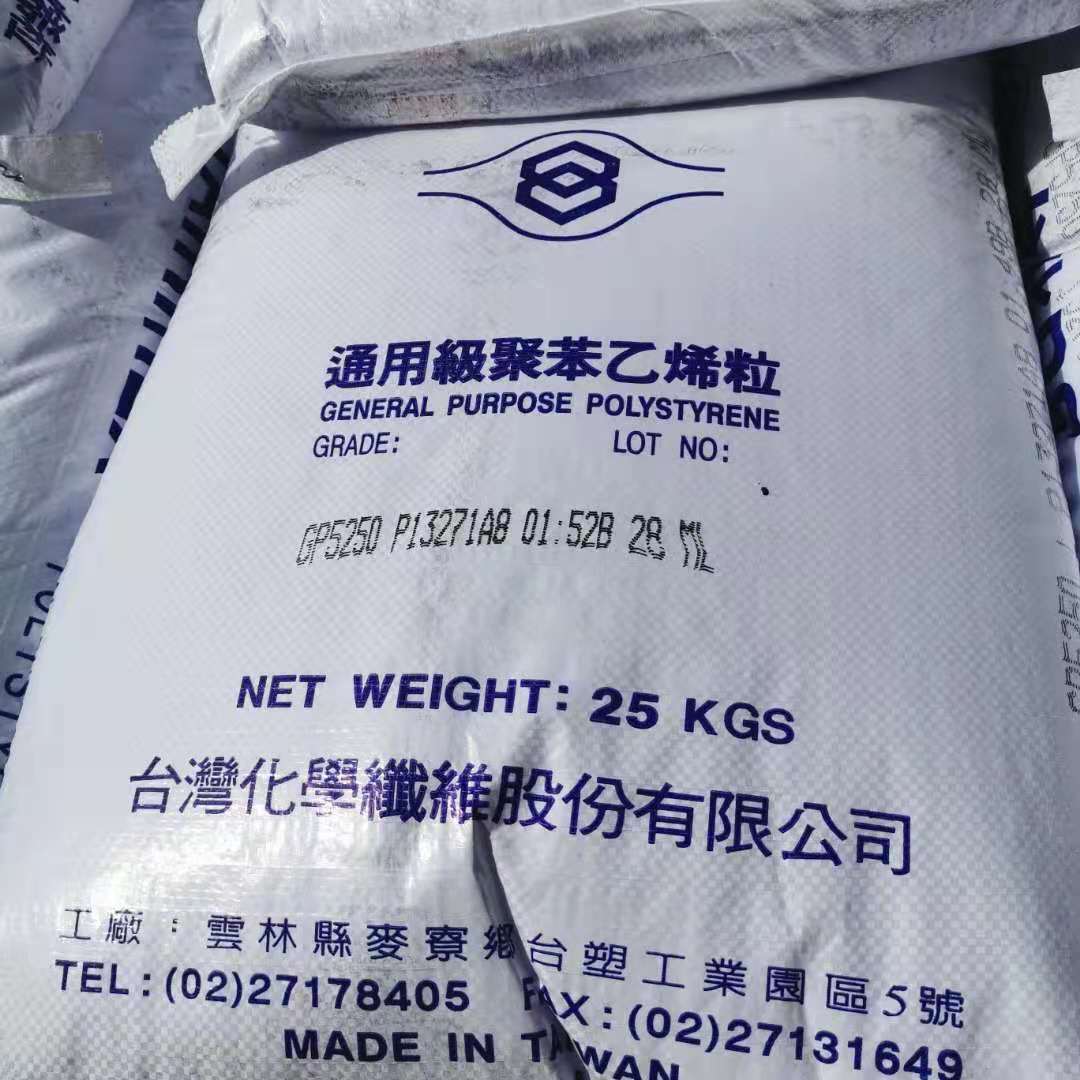 通用級聚苯乙烯粒
GENERAL PURPOSE POLYSTYRENE
GRADE: LOT NO:
GP5250 P13271A8 01:52B 28 ML
NET WEIGHT: 25 KGS
台灣化學纖維股份有限公司
工廠：雲林縣麥寮鄉台塑工業園區5號
TEL:(02)27178405 FAX:(02)27131649
MADE IN TAIWAN